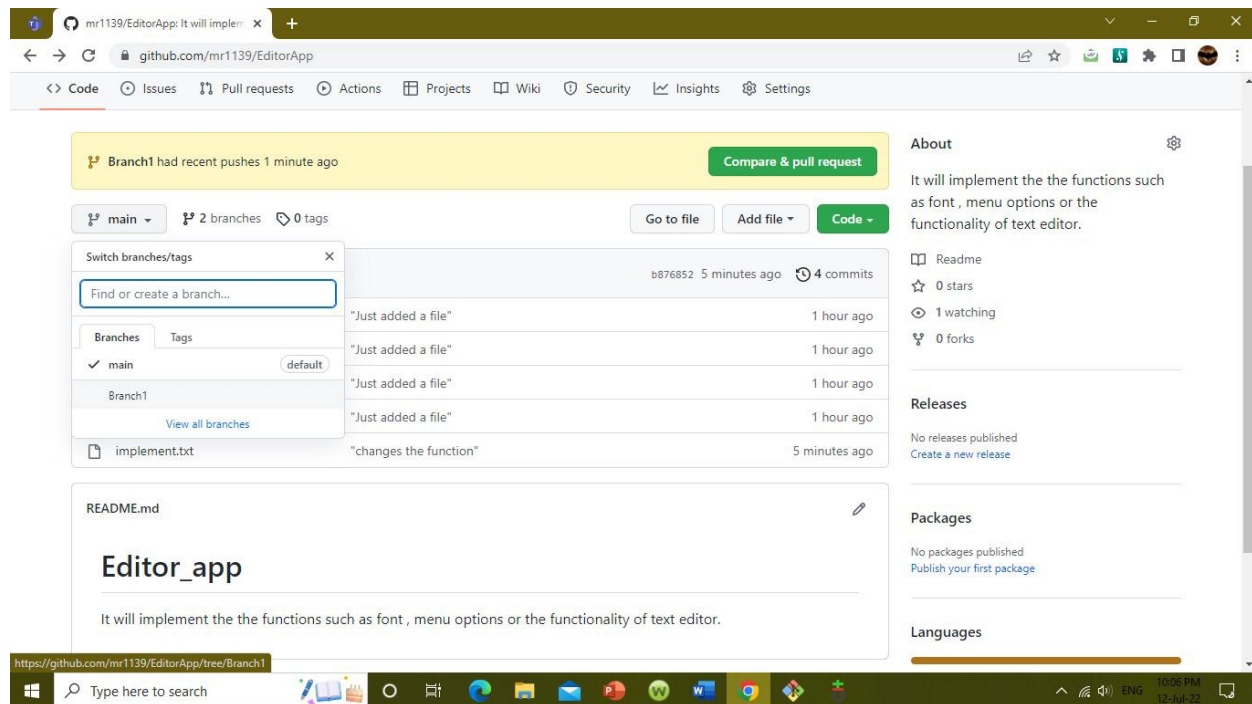 mr1139/EditorApp: It will implem
github.com/mr1139/EditorApp
Code Issues Pull requests Actions Projects Wiki Security Insights Settings
Branch1 had recent pushes 1 minute ago
Compare & pull request
main 2 branches 0 tags
Go to file Add file Code
Switch branches/tags
Find or create a branch...
Branches Tags
main default
Branch1
View all branches
b876852 5 minutes ago 4 commits
"Just added a file" 1 hour ago
"Just added a file" 1 hour ago
"Just added a file" 1 hour ago
"Just added a file" 1 hour ago
implement.txt "changes the function" 5 minutes ago
README.md
Editor_app
It will implement the the functions such as font , menu options or the functionality of text editor.
About
It will implement the the functions such
as font , menu options or the
functionality of text editor.
Readme
0 stars
1 watching
0 forks
Releases
No releases published
Create a new release
Packages
No packages published
Publish your first package
Languages
https://github.com/mr1139/EditorApp/tree/Branch1
Type here to search
ENG
10:06 PM
12-Jul-22